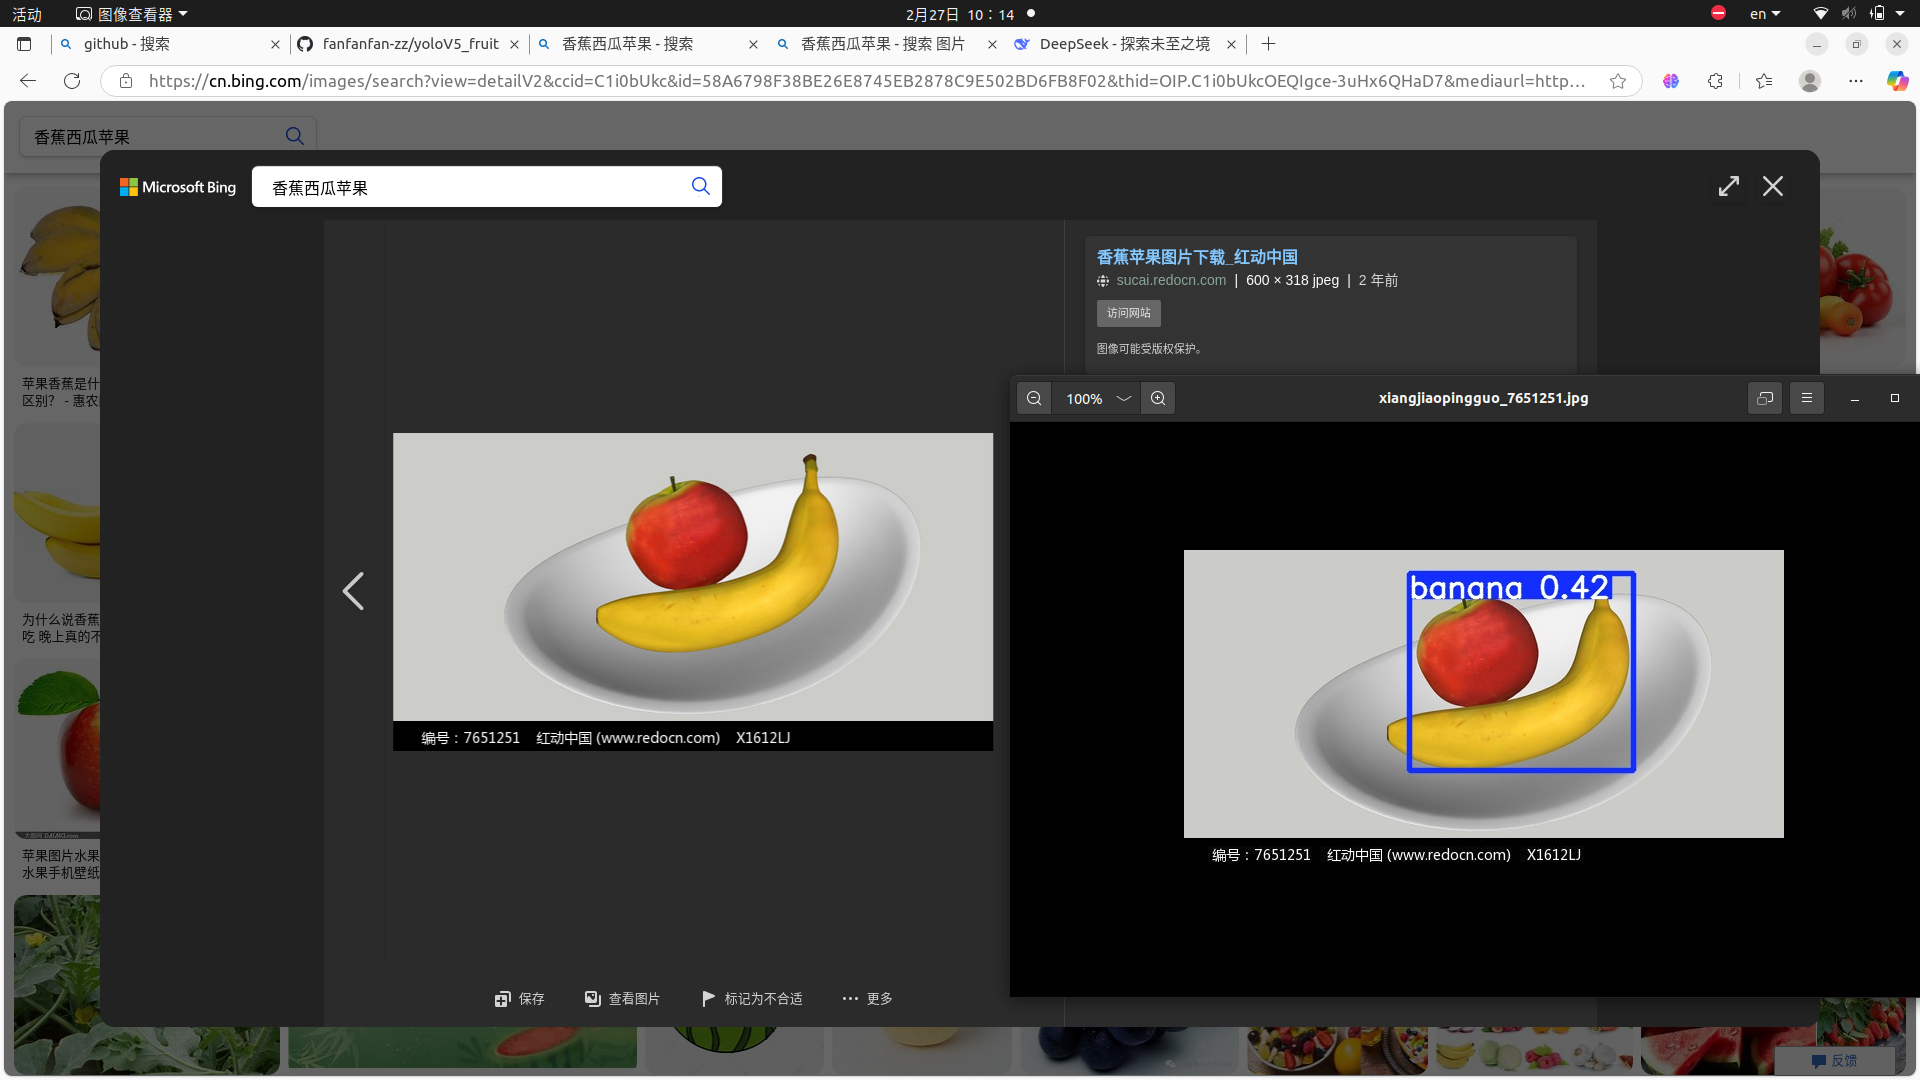 活动 图像查看器 2月27日 10：14 en
github - 搜索 fanfanfan-zz/yoloV5_fruit 香蕉西瓜苹果 - 搜索 香蕉西瓜苹果 - 搜索 图片 DeepSeek - 探索未至之境
https://cn.bing.com/images/search?view=detailV2&ccid=C1i0bUkc&id=58A6798F38BE26E8745EB2878C9E502BD6FB8F02&thid=OIP.C1i0bUkcOEQIgce-3uHx6QHaD7&mediaurl=http...
香蕉西瓜苹果
Microsoft Bing 香蕉西瓜苹果
香蕉苹果图片下载_红动中国
sucai.redocn.com | 600 × 318 jpeg | 2 年前
访问网站
图像可能受版权保护。
苹果香蕉是什
区别？ - 惠农
100% xiangjiaopingguo_7651251.jpg
banana 0.42
为什么说香蕉
吃 晚上真的不
编号：7651251 红动中国 (www.redocn.com) X1612LJ
编号：7651251 红动中国 (www.redocn.com) X1612LJ
苹果图片水果
水果手机壁纸
保存 查看图片 标记为不合适 更多
反馈